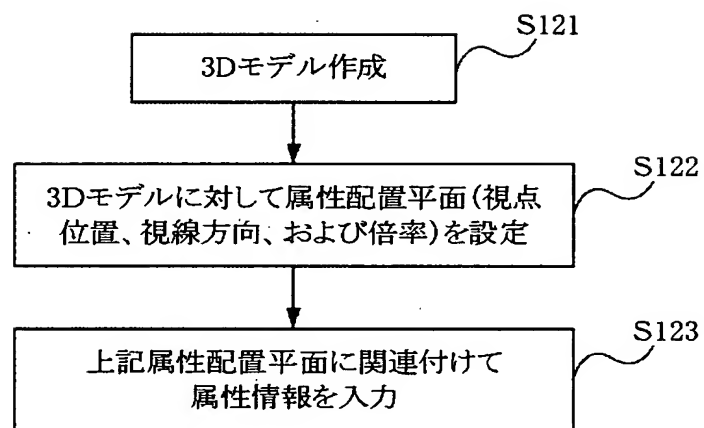 S121
3Dモデル作成
S122
3Dモデルに対して属性配置平面(視点
位置、視線方向、および倍率)を設定
S123
上記属性配置平面に関連付けて
属性情報を入力